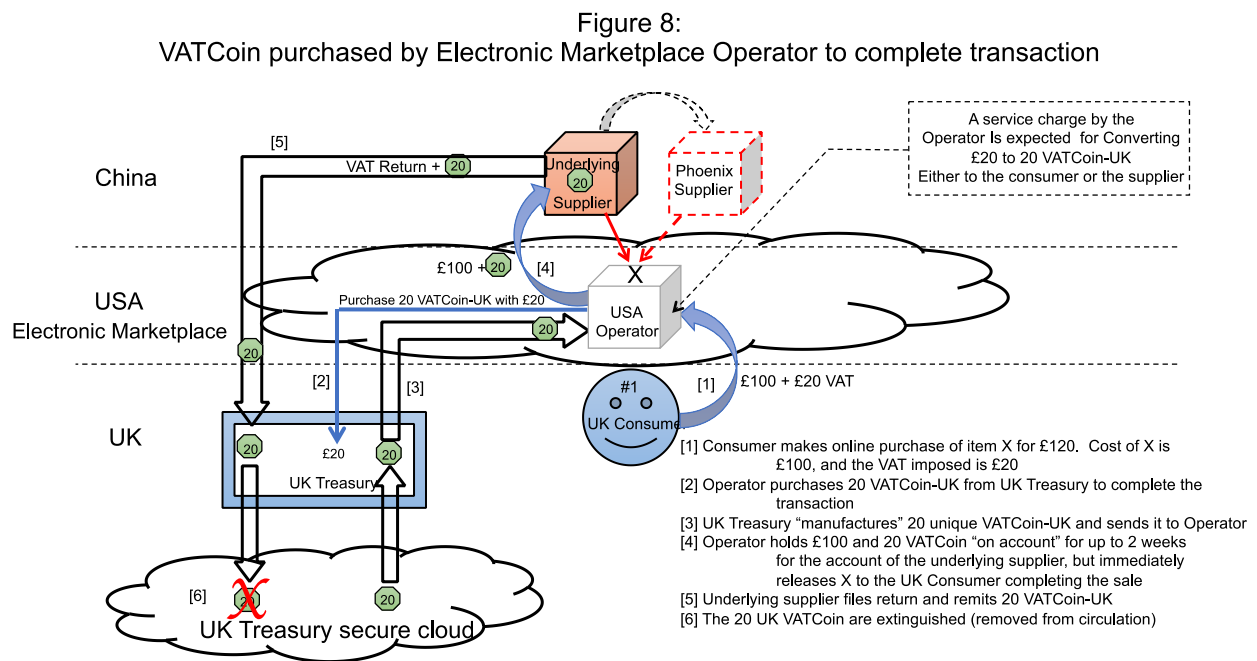 Figure 8:
VATCoin purchased by Electronic Marketplace Operator to complete transaction
[5]
VAT Return +
20
China
Underlying
20
Supplier
Phoenix
Supplier
A service charge by the
Operator Is expected for Converting
£20 to 20 VATCoin-UK
Either to the consumer or the supplier
£100 +
20
[4]
X
USA
Electronic Marketplace
Purchase 20 VATCoin-UK with £20
USA
Operator
20
20
[2]
[3]
#1
UK Consume
[1]
£100 + £20 VAT
UK
20
£20
20
UK Treasury
[6]
20
X
20
UK Treasury secure cloud
[1] Consumer makes online purchase of item X for £120. Cost of X is
£100, and the VAT imposed is £20
[2] Operator purchases 20 VATCoin-UK from UK Treasury to complete the
transaction
[3] UK Treasury “manufactures” 20 unique VATCoin-UK and sends it to Operator
[4] Operator holds £100 and 20 VATCoin “on account” for up to 2 weeks
for the account of the underlying supplier, but immediately
releases X to the UK Consumer completing the sale
[5] Underlying supplier files return and remits 20 VATCoin-UK
[6] The 20 UK VATCoin are extinguished (removed from circulation)